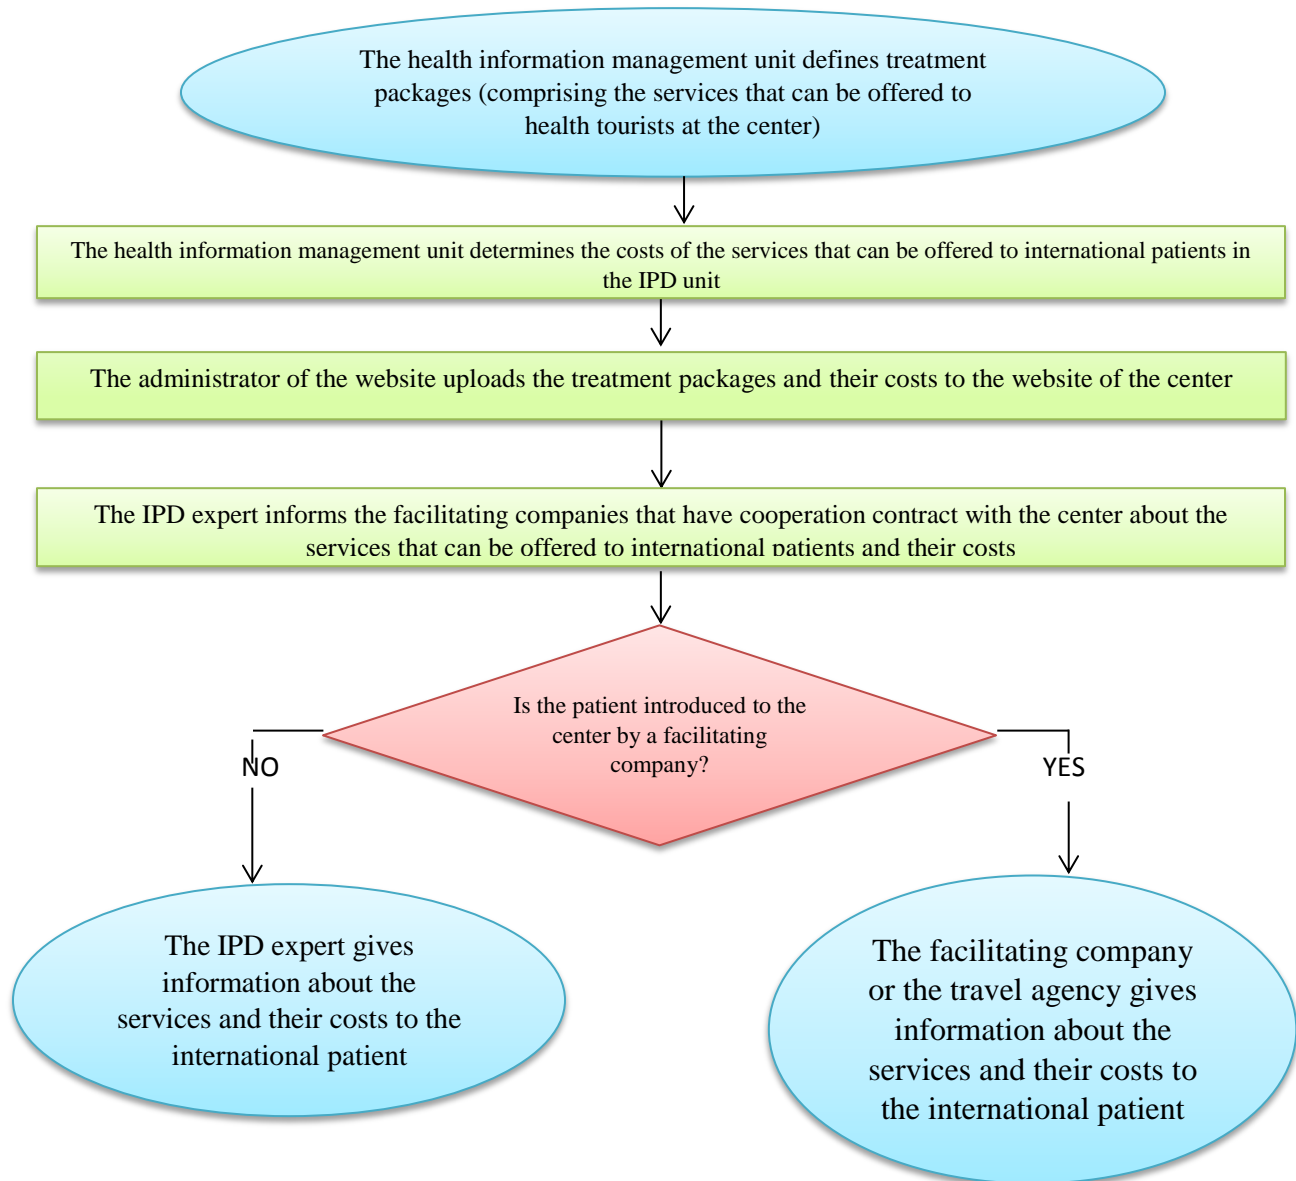 The health information management unit defines treatment
packages (comprising the services that can be offered to
health tourists at the center)
The health information management unit determines the costs of the services that can be offered to international patients in
the IPD unit
The administrator of the website uploads the treatment packages and their costs to the website of the center
The IPD expert informs the facilitating companies that have cooperation contract with the center about the
services that can be offered to international patients and their costs
Is the patient introduced to the
center by a facilitating
company?
NO
YES
The IPD expert gives
information about the
services and their costs to the
international patient
The facilitating company
or the travel agency gives
information about the
services and their costs to
the international patient